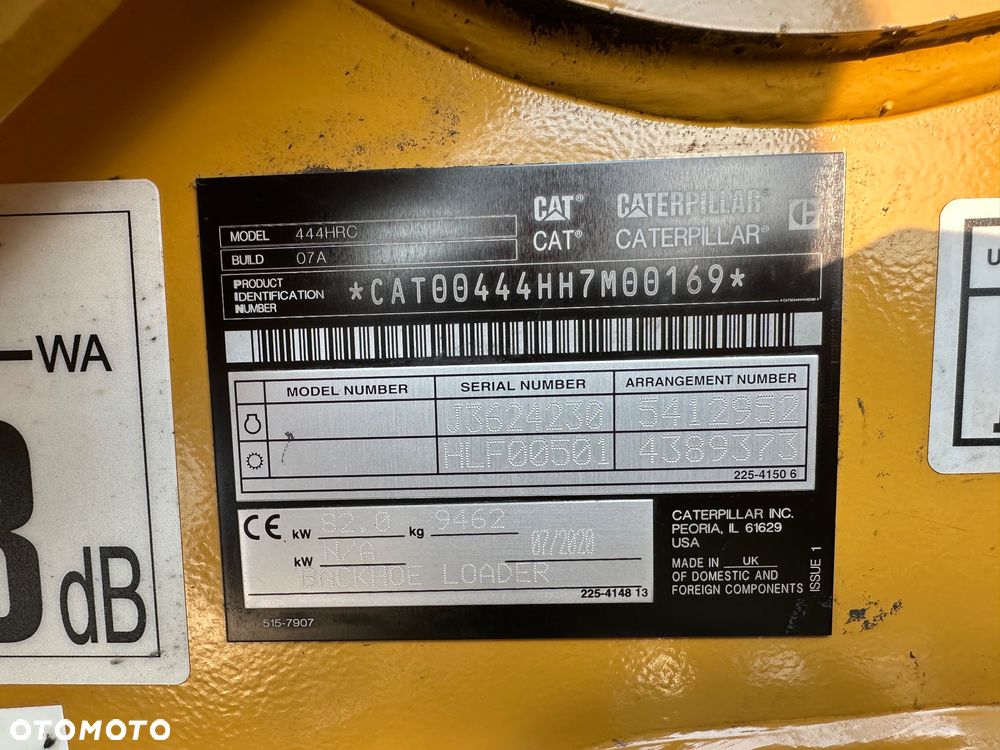 CAT® CATERPILLAR®
CAT® CATERPILLAR®
MODEL 444HRC
BUILD 07A
PRODUCT
IDENTIFICATION
NUMBER
*CAT00444HH7M00169*
MODEL NUMBER SERIAL NUMBER ARRANGEMENT NUMBER
J3624230 5412952
HLF00501 4389373
225-4150 6
CE kW 82.0 kg 9462
kW N/A 07/2020
BACKHOE LOADER
225-4148 13
CATERPILLAR INC.
PEORIA, IL 61629
USA
MADE IN UK
OF DOMESTIC AND
FOREIGN COMPONENTS
ISSUE 1
515-7907
WA
dB
U
OTOMOTO